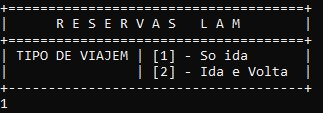 R E S E R V A S L A M
TIPO DE VIAJEM | [1] - So ida
| [2] - Ida e Volta
1